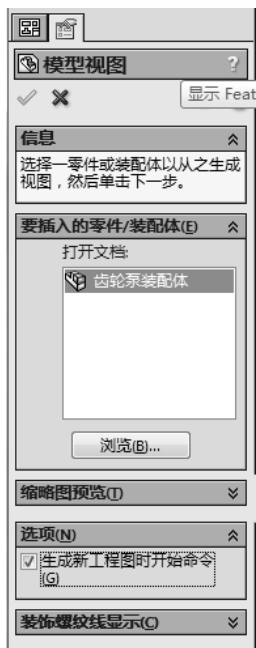 模型视图
?
显示 Feat
信息
选择一零件或装配体以从之生成
视图，然后单击下一步。
要插入的零件/装配体(E)
打开文档:
齿轮泵装配体
浏览(B)...
缩略图预览(T)
选项(N)
生成新工程图时开始命令
(G)
装饰螺纹线显示(C)